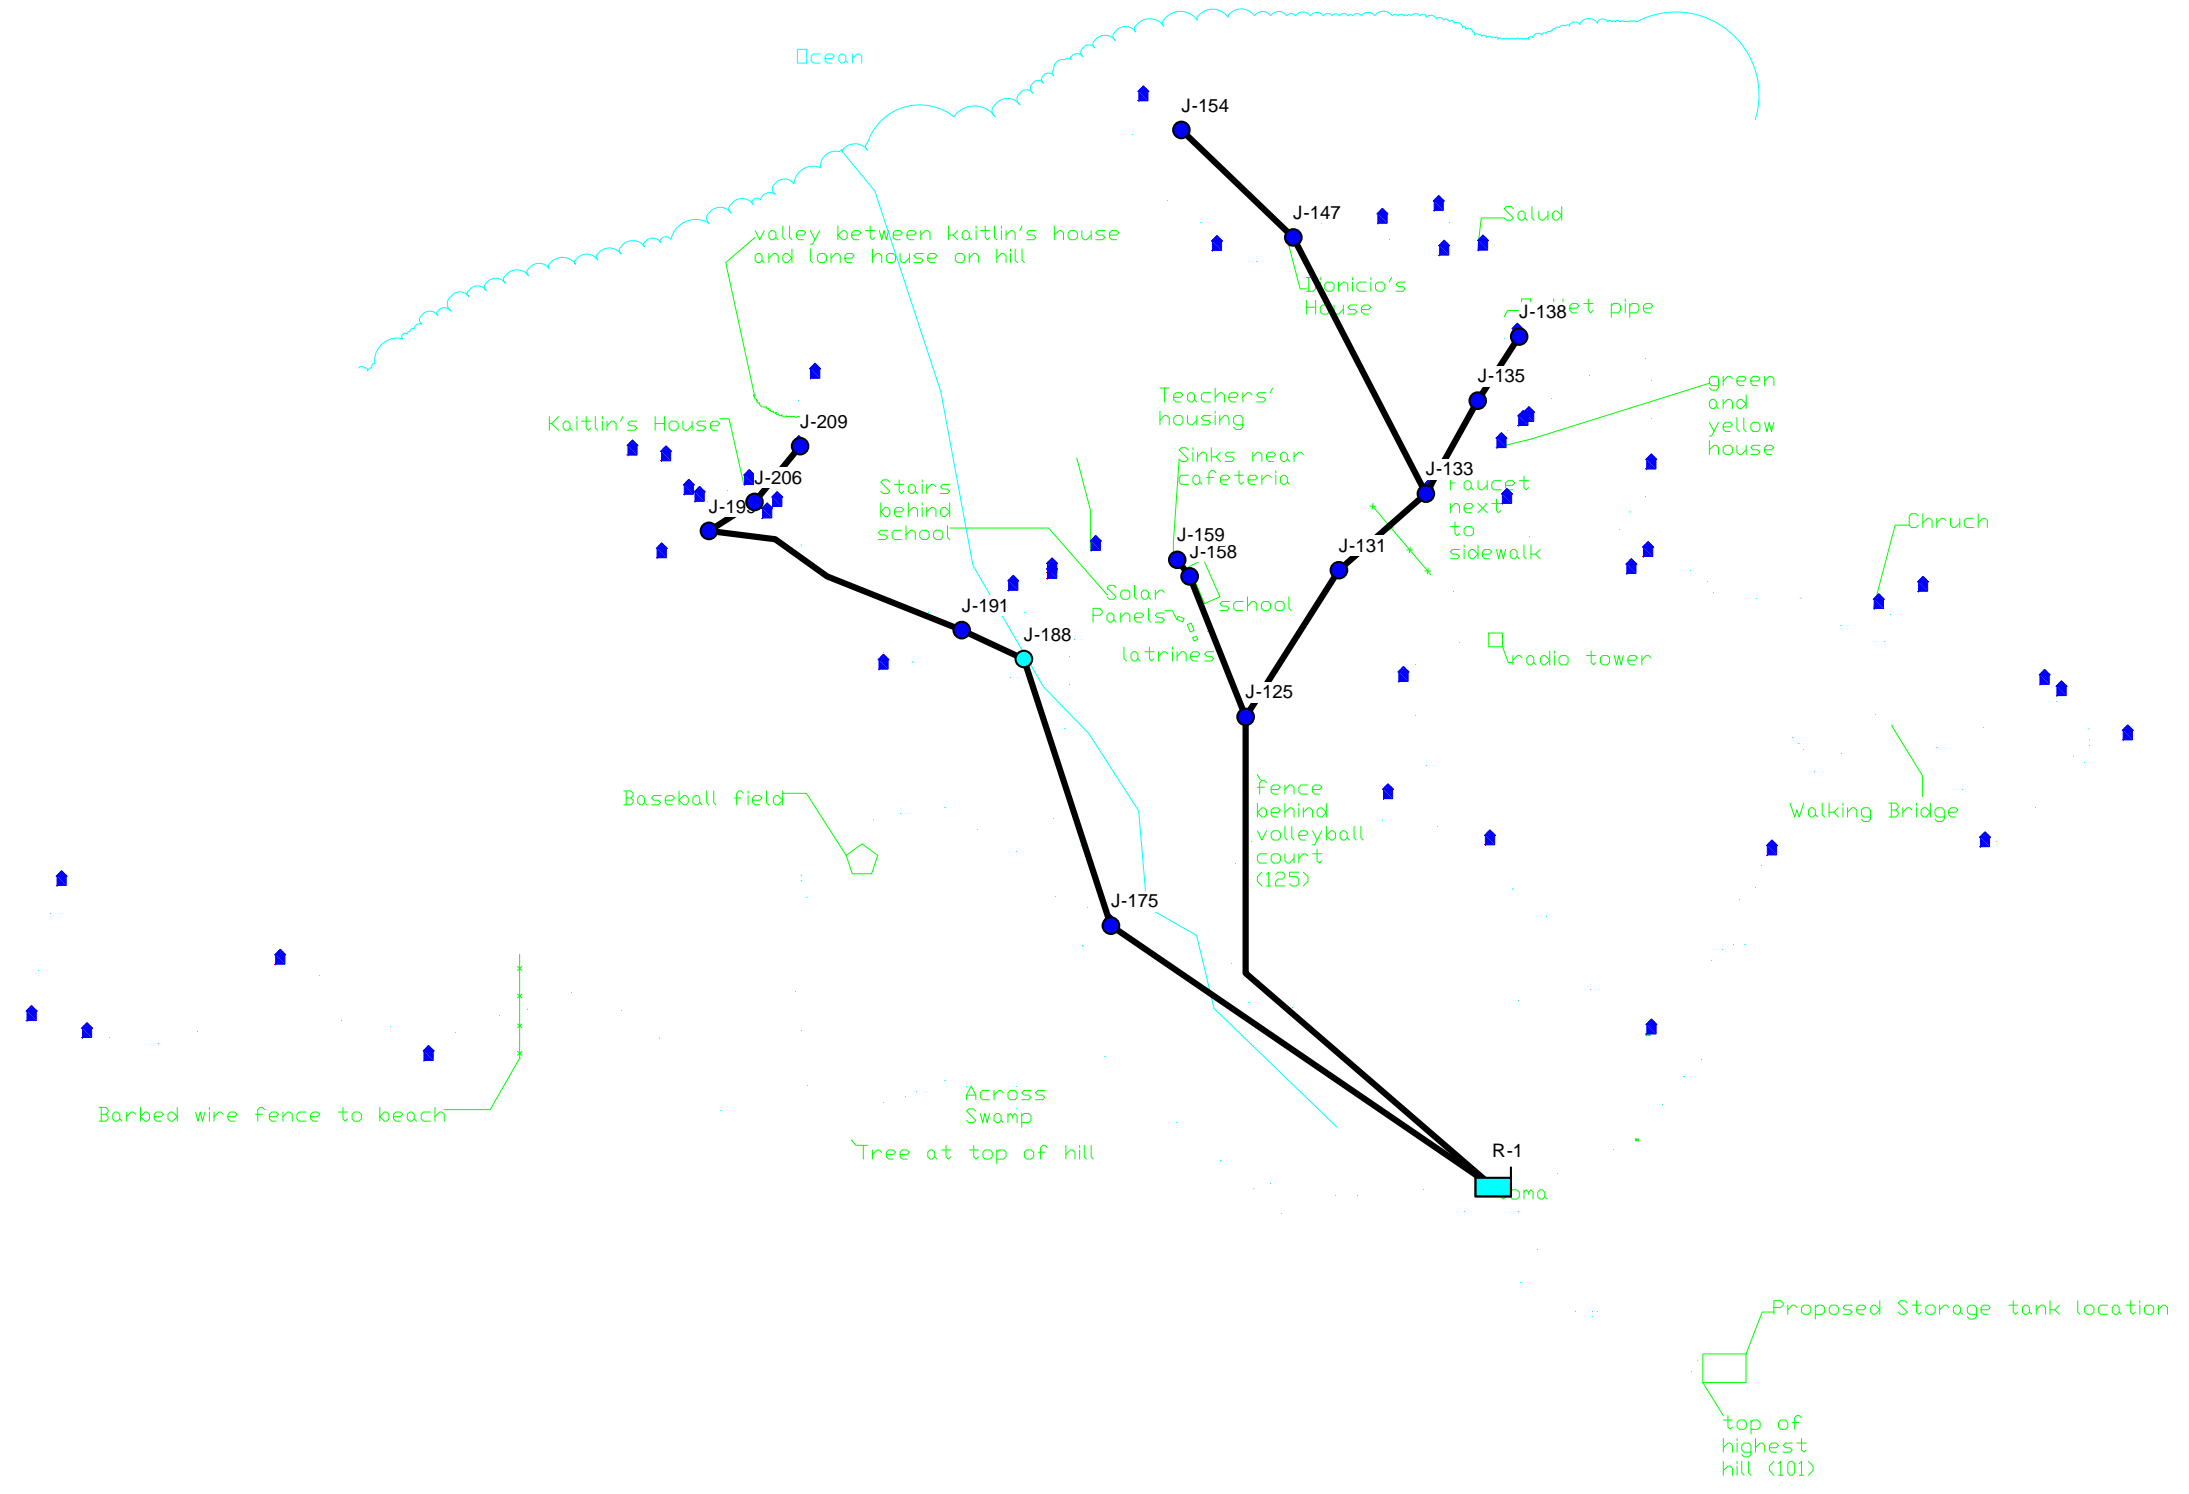 Ocean
J-154
J-147
Salud
valley between kaitlin's house
and lone house on hill
Dionicio's
House
J-138
pipe
J-135
green
and
yellow
house
Teachers'
housing
Kaitlin's House
J-209
J-206
Sinks near
cafeteria
J-133
Faucet
next
to
sidewalk
Stairs
behind
school
Chruch
J-159
J-158
J-131
Solar
Panels
school
J-191
J-188
latrines
radio tower
J-125
Baseball field
fence
behind
volleyball
court
(125)
Walking Bridge
J-175
Across
Swamp
Barbed wire fence to beach
Tree at top of hill
R-1
Proposed Storage tank location
top of
highest
hill (101)